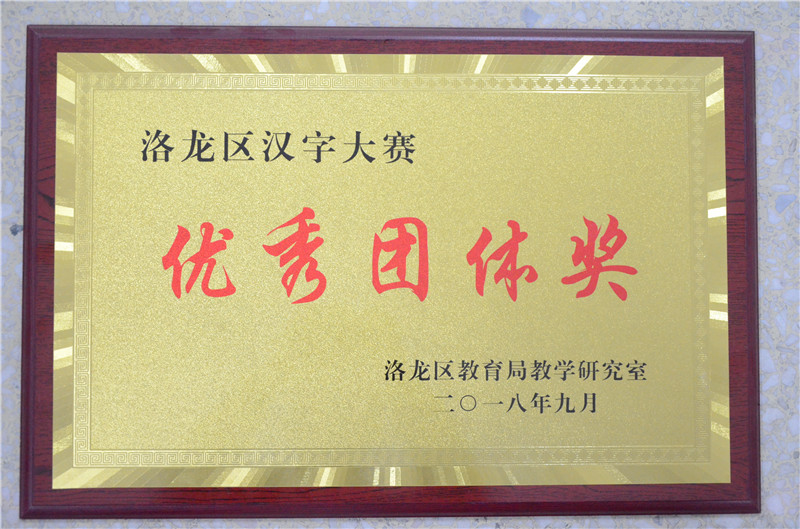 洛龙区汉字大赛
优秀团体奖
洛龙区教育局教学研究室
二〇一八年九月